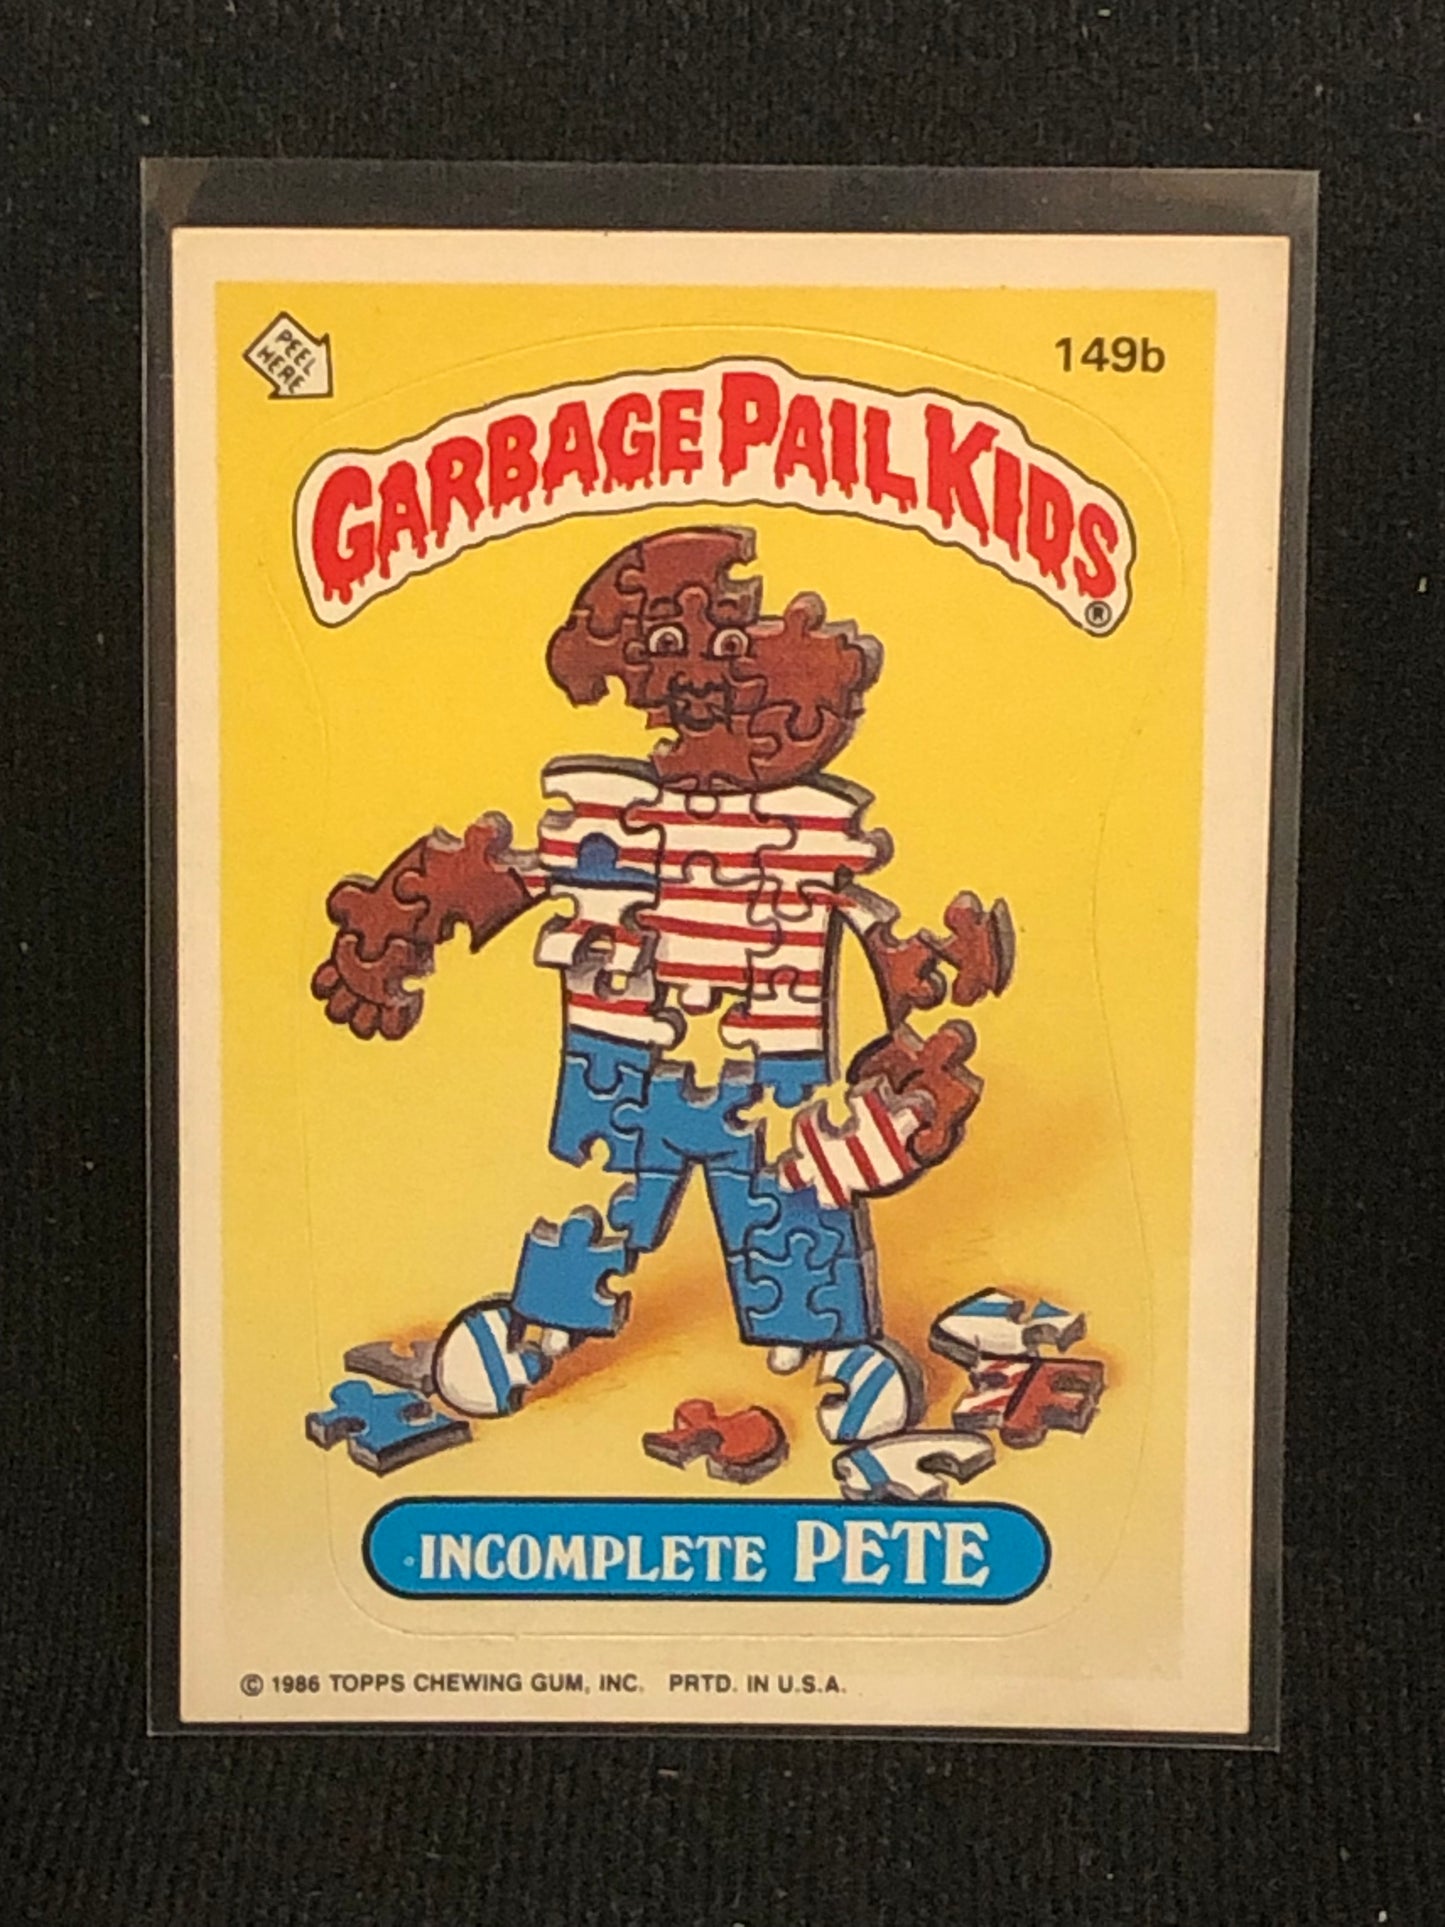 PEEL
HERE
149b
GARBAGE PAIL KIDS
®
INCOMPLETE PETE
© 1986 TOPPS CHEWING GUM, INC. PRTD. IN U.S.A.